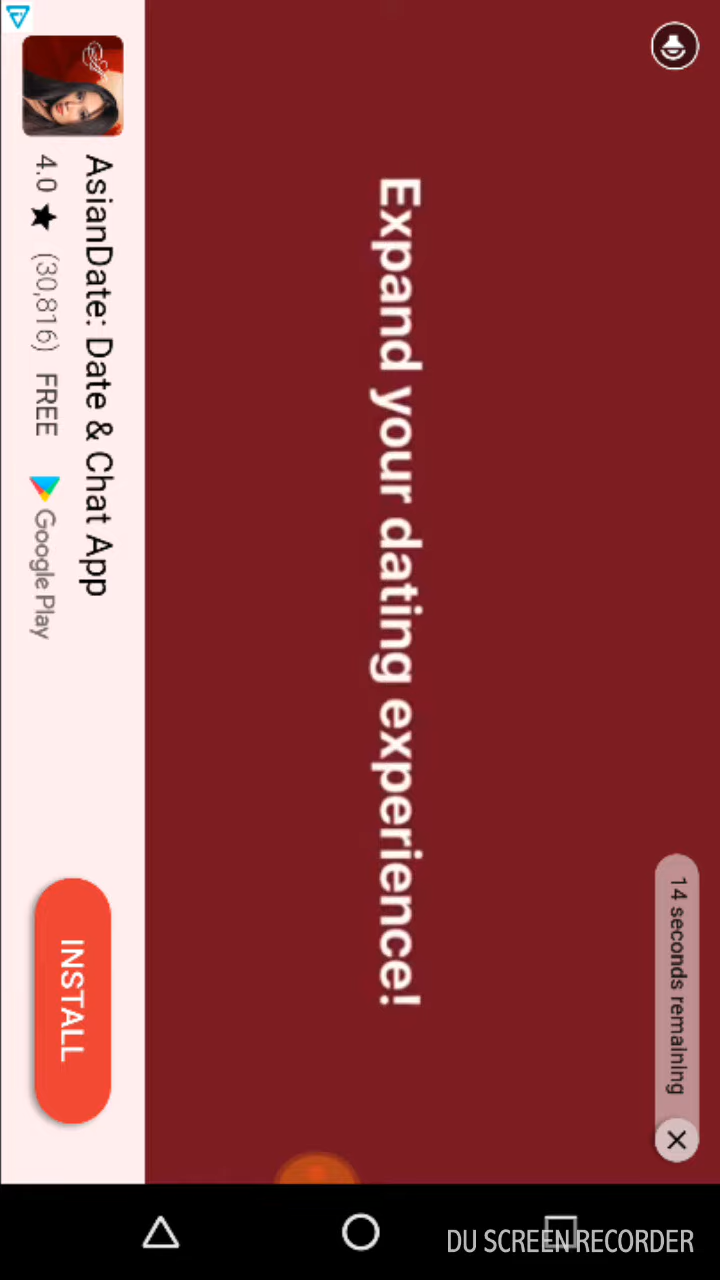 14 seconds remaining
Expand your dating experience!
AsianDate: Date & Chat App
4.0 ★ (30,816) FREE Google Play
INSTALL
DU SCREEN RECORDER